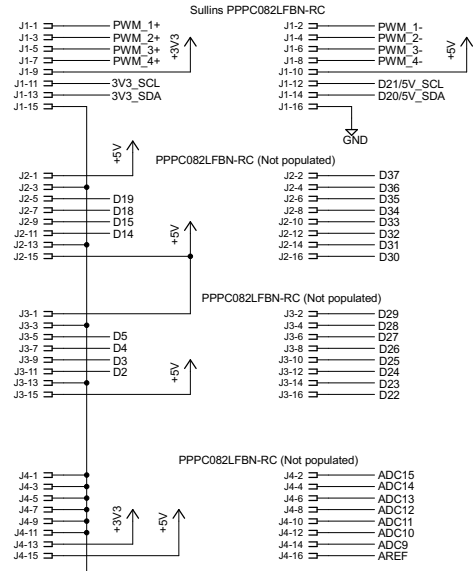 Sullins PPPC082LFBN-RC
J1-1 PWM_1+ J1-2 PWM_1-
J1-3 PWM_2+ J1-4 PWM_2-
J1-5 PWM_3+ J1-6 PWM_3-
J1-7 PWM_4+ J1-8 PWM_4-
J1-9 +3V3 J1-10 +5V
J1-11 3V3_SCL J1-12 D21/5V_SCL
J1-13 3V3_SDA J1-14 D20/5V_SDA
J1-15 J1-16
GND
PPPC082LFBN-RC (Not populated)
J2-1 +5V J2-2 D37
J2-3 J2-4 D36
J2-5 D19 J2-6 D35
J2-7 D18 J2-8 D34
J2-9 D15 J2-10 D33
J2-11 D14 J2-12 D32
J2-13 J2-14 D31
J2-15 +5V J2-16 D30
PPPC082LFBN-RC (Not populated)
J3-1 J3-2 D29
J3-3 J3-4 D28
J3-5 D5 J3-6 D27
J3-7 D4 J3-8 D26
J3-9 D3 J3-10 D25
J3-11 D2 J3-12 D24
J3-13 J3-14 D23
J3-15 +5V J3-16 D22
PPPC082LFBN-RC (Not populated)
J4-1 J4-2 ADC15
J4-3 J4-4 ADC14
J4-5 J4-6 ADC13
J4-7 J4-8 ADC12
J4-9 J4-10 ADC11
J4-11 J4-12 ADC10
J4-13 +3V3 J4-14 ADC9
J4-15 +5V J4-16 AREF